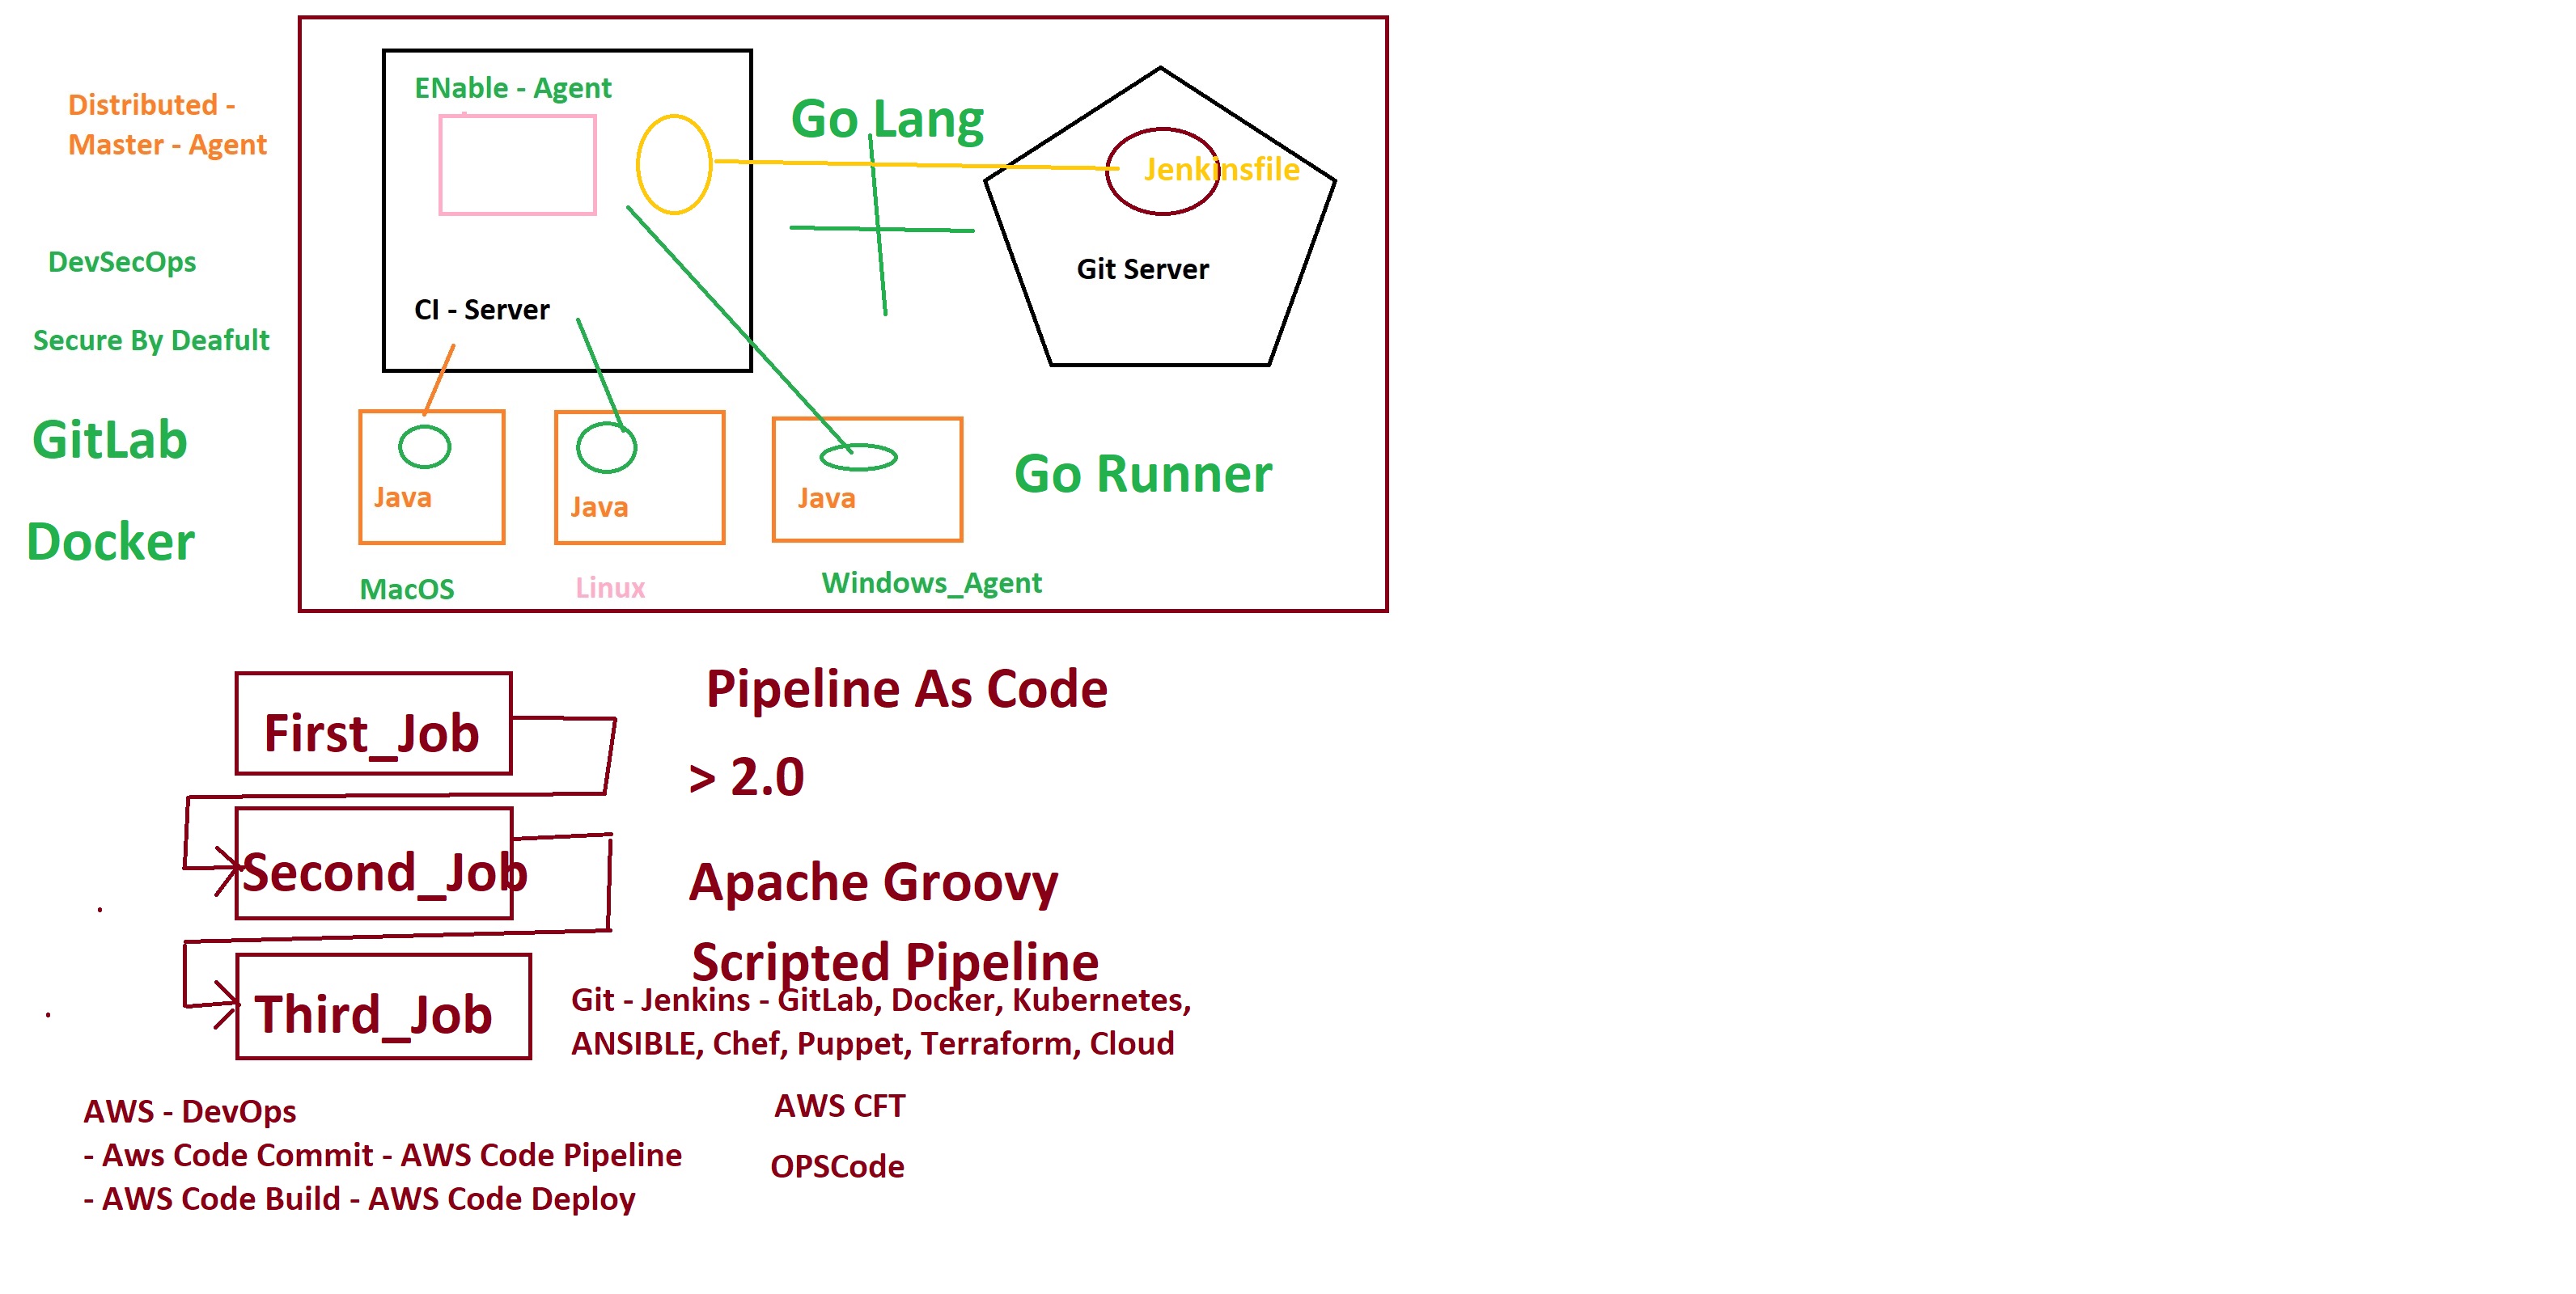 Distributed -
Master - Agent
DevSecOps
Secure By Deafult
GitLab
Docker
ENable - Agent
CI - Server
Go Lang
Jenkinsfile
Git Server
Java
Java
Java
Go Runner
MacOS
Linux
Windows_Agent
First_Job
Second_Job
Third_Job
Pipeline As Code
> 2.0
Apache Groovy
Scripted Pipeline
Git - Jenkins - GitLab, Docker, Kubernetes,
ANSIBLE, Chef, Puppet, Terraform, Cloud
AWS - DevOps
- Aws Code Commit - AWS Code Pipeline
- AWS Code Build - AWS Code Deploy
AWS CFT
OPSCode